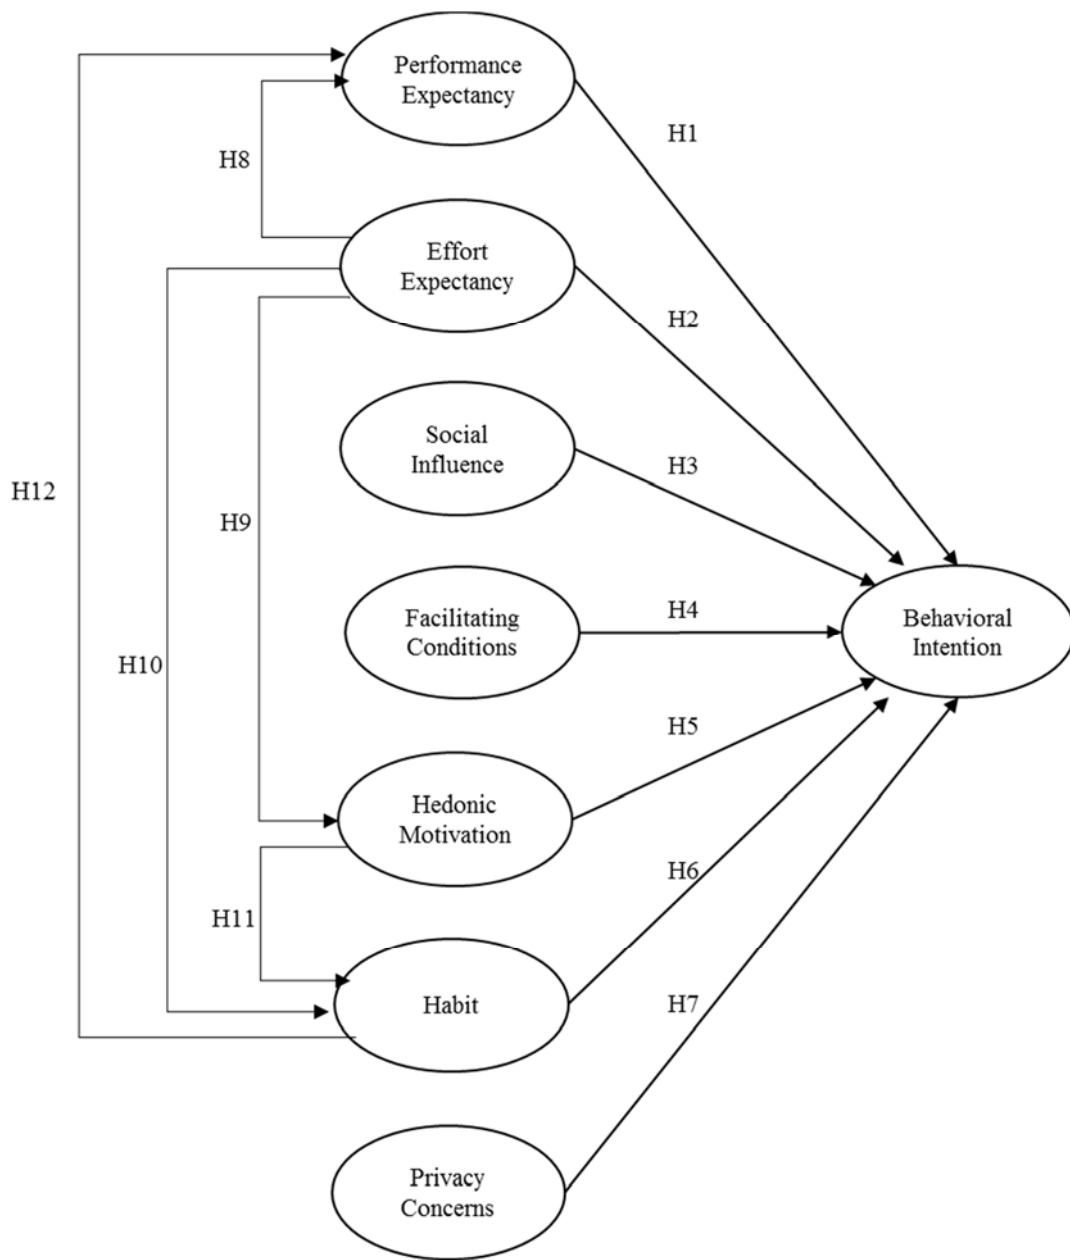 Performance
Expectancy
H1
H8
Effort
Expectancy
H2
Social
Influence
H3
H12
H9
Facilitating
Conditions
H4
Behavioral
Intention
H10
H5
Hedonic
Motivation
H6
H11
Habit
H7
Privacy
Concerns